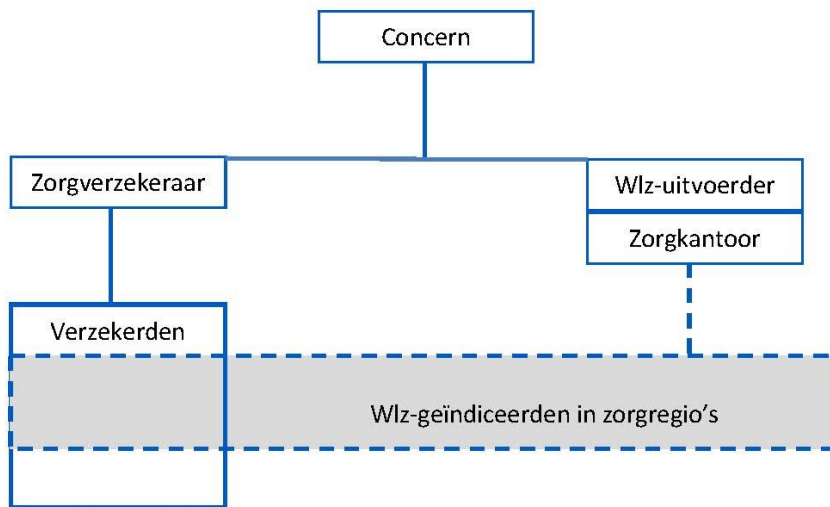 Concern
Zorgverzekeraar
Wlz-uitvoerder
Zorgkantoor
Verzekerden
Wlz-geïndiceerden in zorgregio’s